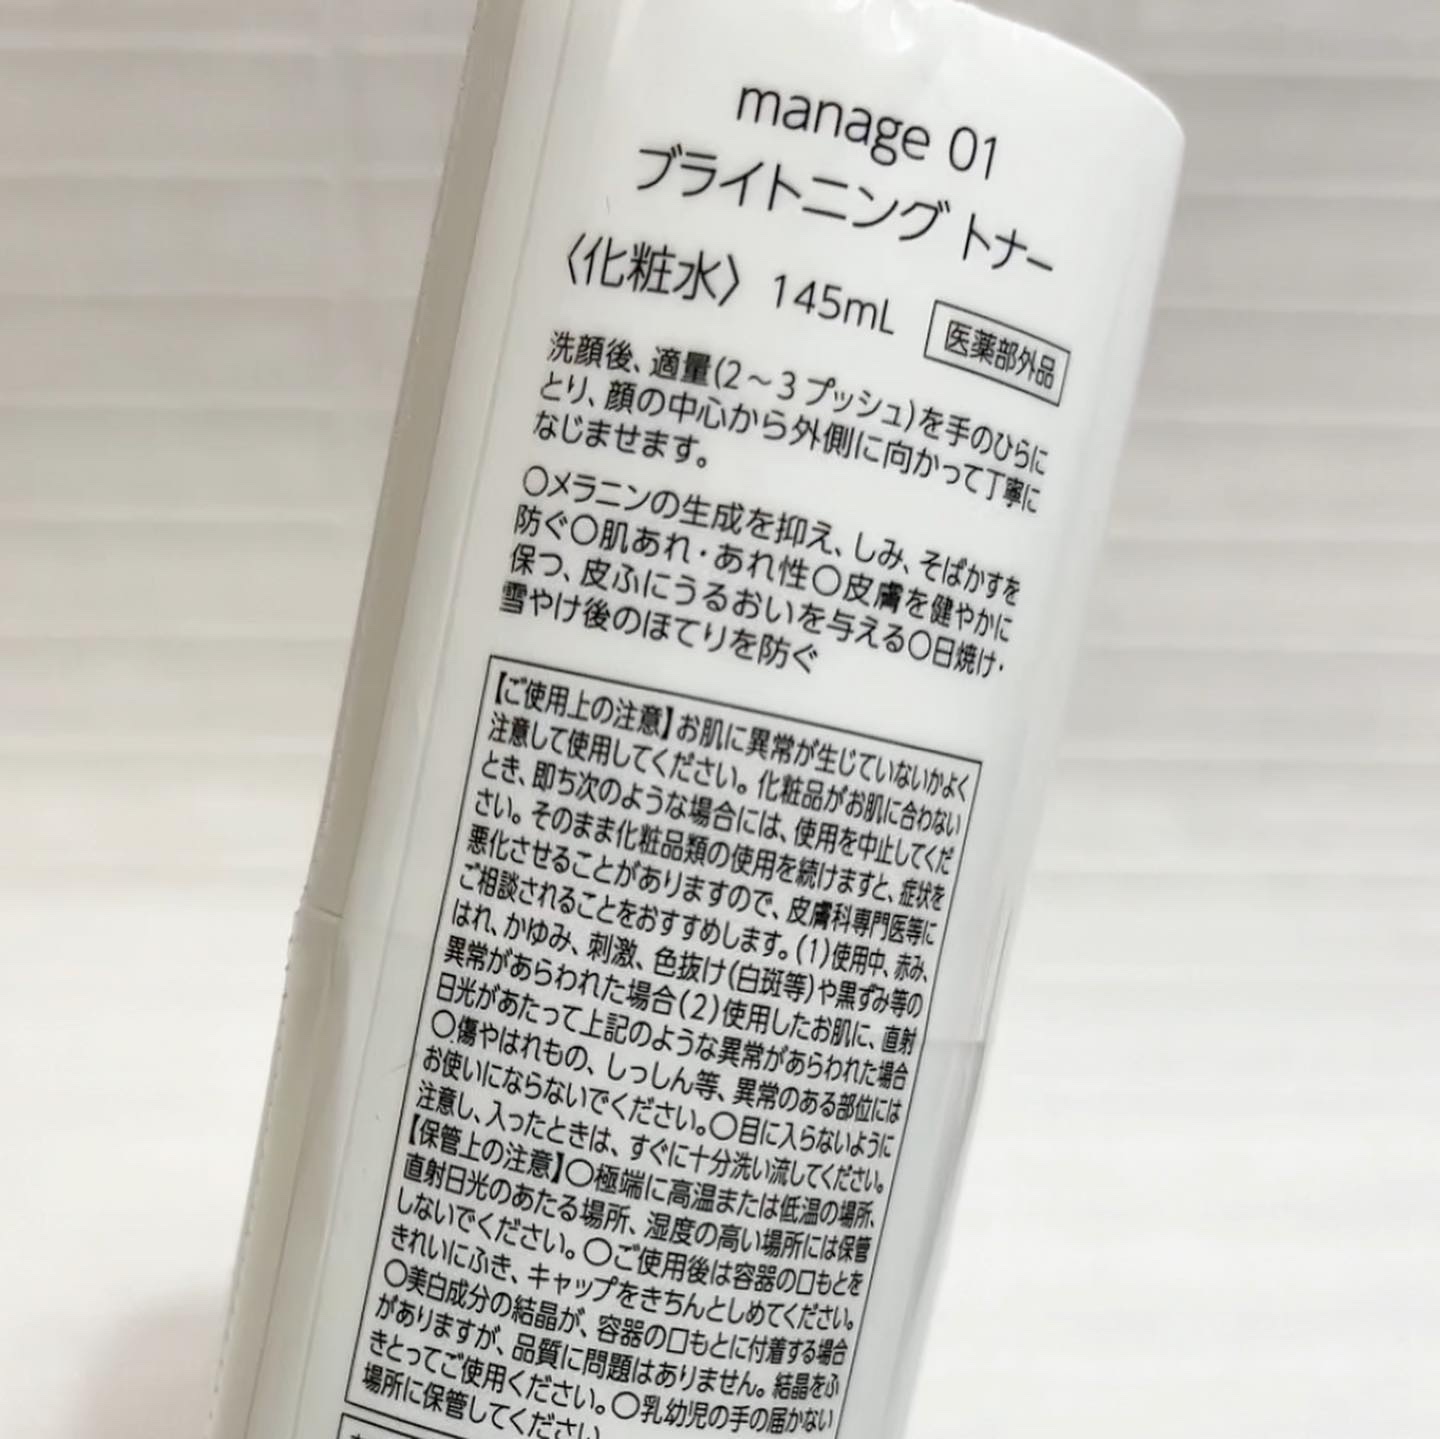 manage 01
ブライトニング トナー
〈化粧水〉 145mL 医薬部外品
洗顔後、適量(2～3プッシュ)を手のひらに
とり、顔の中心から外側に向かって丁寧に
なじませます。
〇メラニンの生成を抑え、しみ、そばかすを
防ぐ〇肌あれ・あれ性〇皮膚を健やかに
保つ、皮ふにうるおいを与える〇日焼け・
雪やけ後のほてりを防ぐ
【ご使用上の注意】お肌に異常が生じていないかよく
注意して使用してください。化粧品がお肌に合わない
とき、即ち次のような場合には、使用を中止してくだ
さい。そのまま化粧品類の使用を続けますと、症状を
悪化させることがありますので、皮膚科専門医等に
ご相談されることをおすすめします。(1)使用中、赤み、
はれ、かゆみ、刺激、色抜け(白斑等)や黒ずみ等の
異常があらわれた場合(2)使用したお肌に、直射
日光があたって上記のような異常があらわれた場合
〇傷やはれもの、しっしん等、異常のある部位には
お使いにならないでください。〇目に入らないように
注意し、入ったときは、すぐに十分洗い流してください。
【保管上の注意】〇極端に高温または低温の場所、
直射日光のあたる場所、湿度の高い場所には保管
しないでください。〇ご使用後は容器の口もとを
きれいにふき、キャップをきちんとしめてください。
〇美白成分の結晶が、容器の口もとに付着する場合
がありますが、品質に問題はありません。結晶をふ
きとってご使用ください。〇乳幼児の手の届かない
場所に保管してください